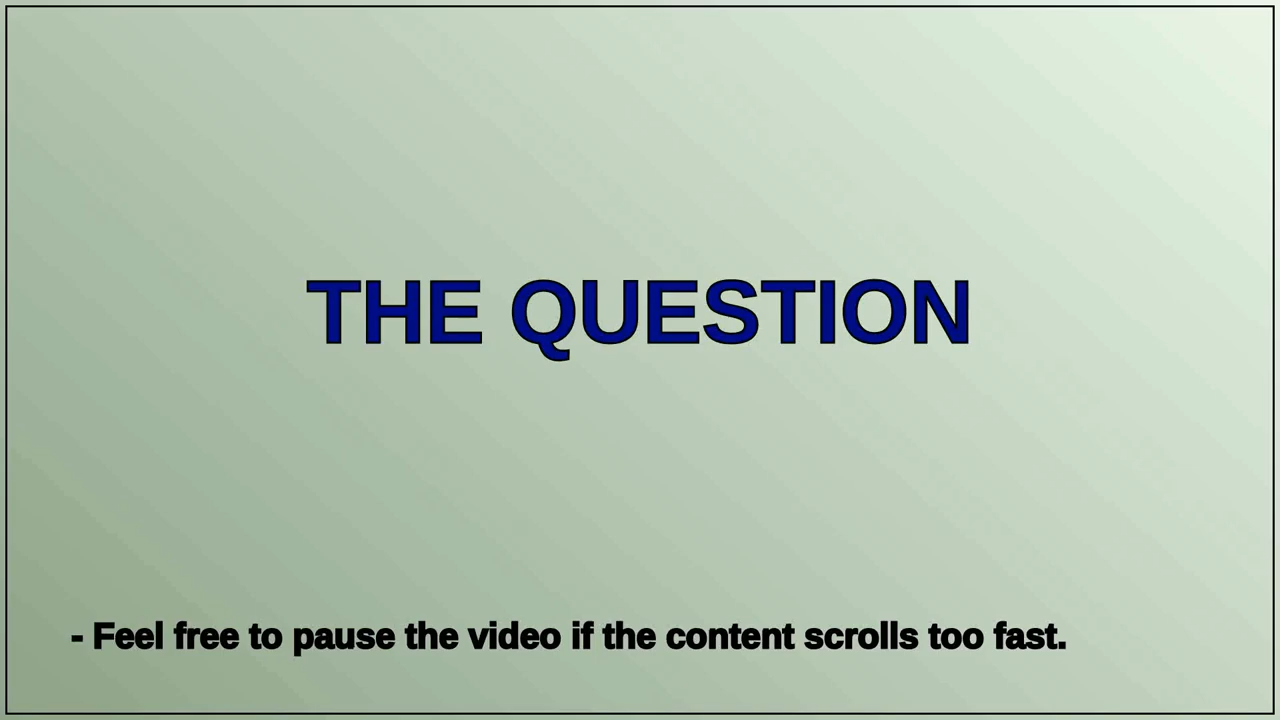 THE QUESTION
- Feel free to pause the video if the content scrolls too fast.